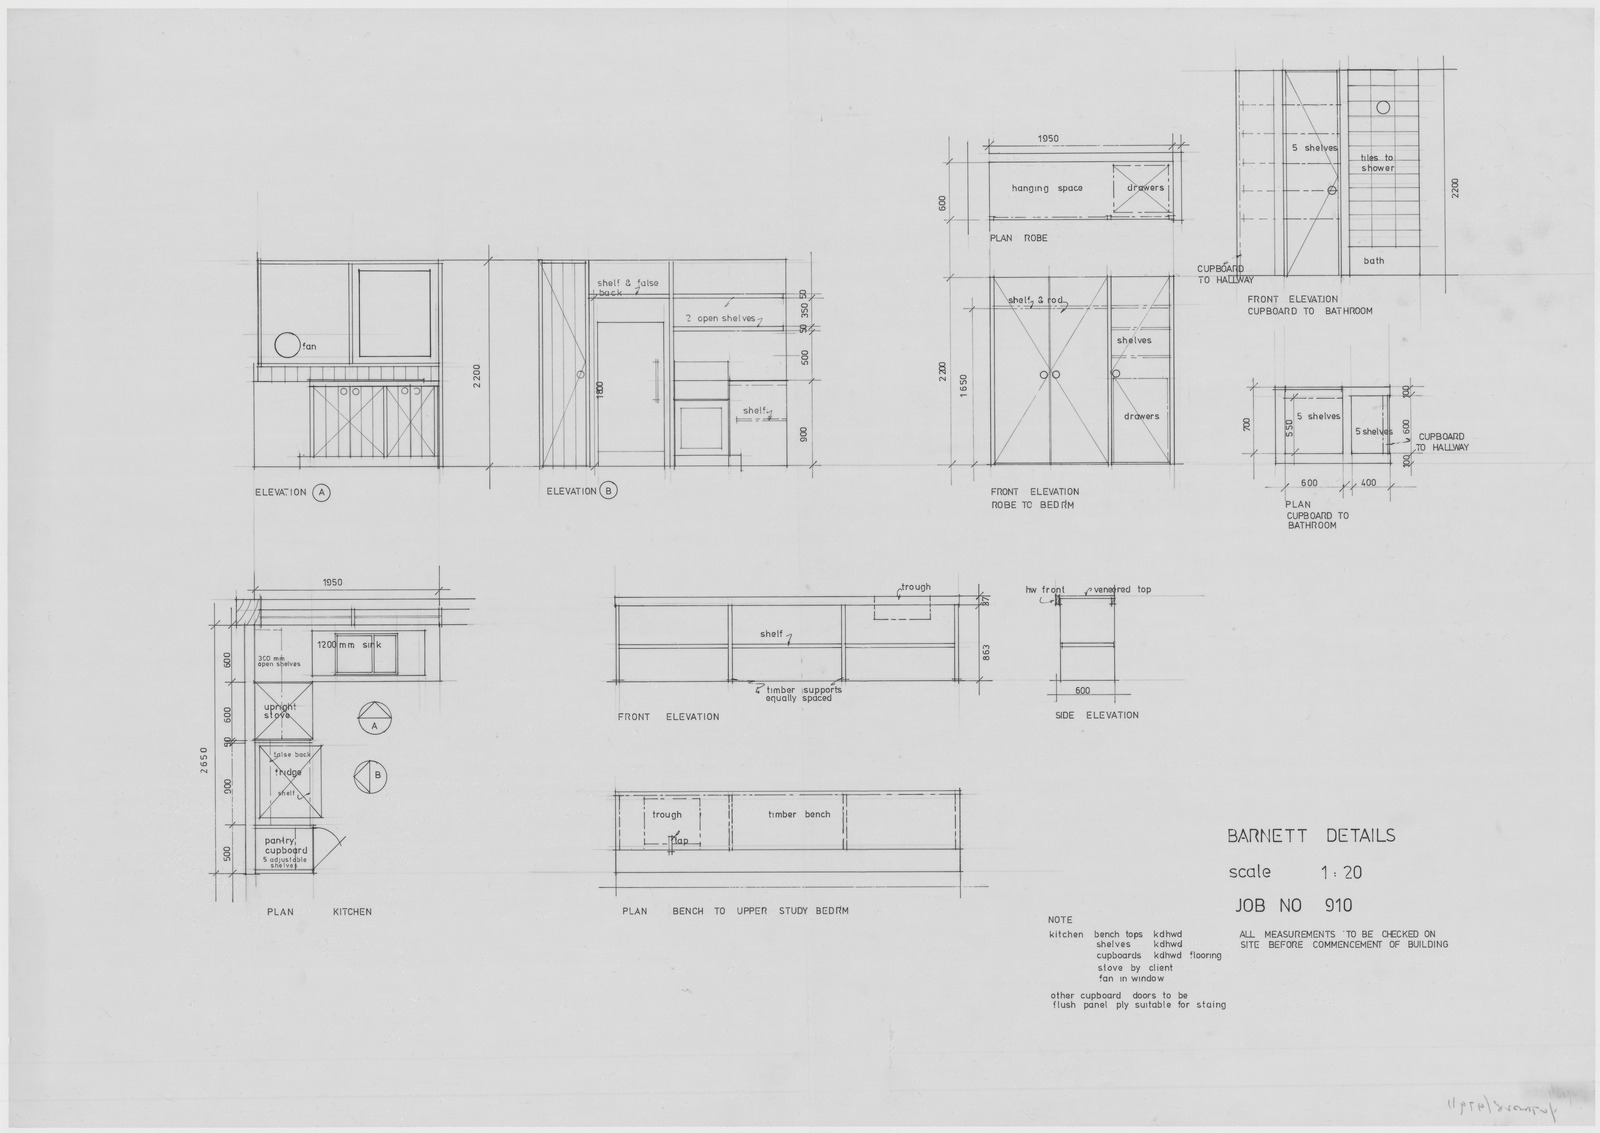 1950
600
hanging space
drawers
PLAN ROBE
5 shelves
tiles to
shower
bath
2200
CUPBOARD
TO HALLWAY
FRONT ELEVATION
CUPBOARD TO BATHROOM
fan
2200
ELEVATION A
shelf & false
back
2 open shelves
1800
shelf
50
350
50
500
900
ELEVATION B
shelf & rod
shelves
drawers
2200
1650
FRONT ELEVATION
ROBE TO BEDRM
700
550
5 shelves
5 shelves
100
600
100
CUPBOARD
TO HALLWAY
600
400
PLAN
CUPBOARD TO
BATHROOM
1950
1200mm sink
300 mm
open shelves
upright
stove
false back
fridge
shelf
pantry
cupboard
5 adjustable
shelves
600
600
50
900
500
2650
A
B
PLAN KITCHEN
trough
shelf
timber supports
equally spaced
37
863
FRONT ELEVATION
hw front
veneered top
600
SIDE ELEVATION
trough
tap
timber bench
PLAN BENCH TO UPPER STUDY BEDRM
BARNETT DETAILS
scale 1:20
JOB NO 910
ALL MEASUREMENTS TO BE CHECKED ON
SITE BEFORE COMMENCEMENT OF BUILDING
NOTE
kitchen bench tops kdhwd
shelves kdhwd
cupboards kdhwd flooring
stove by client
fan in window
other cupboard doors to be
flush panel ply suitable for staing